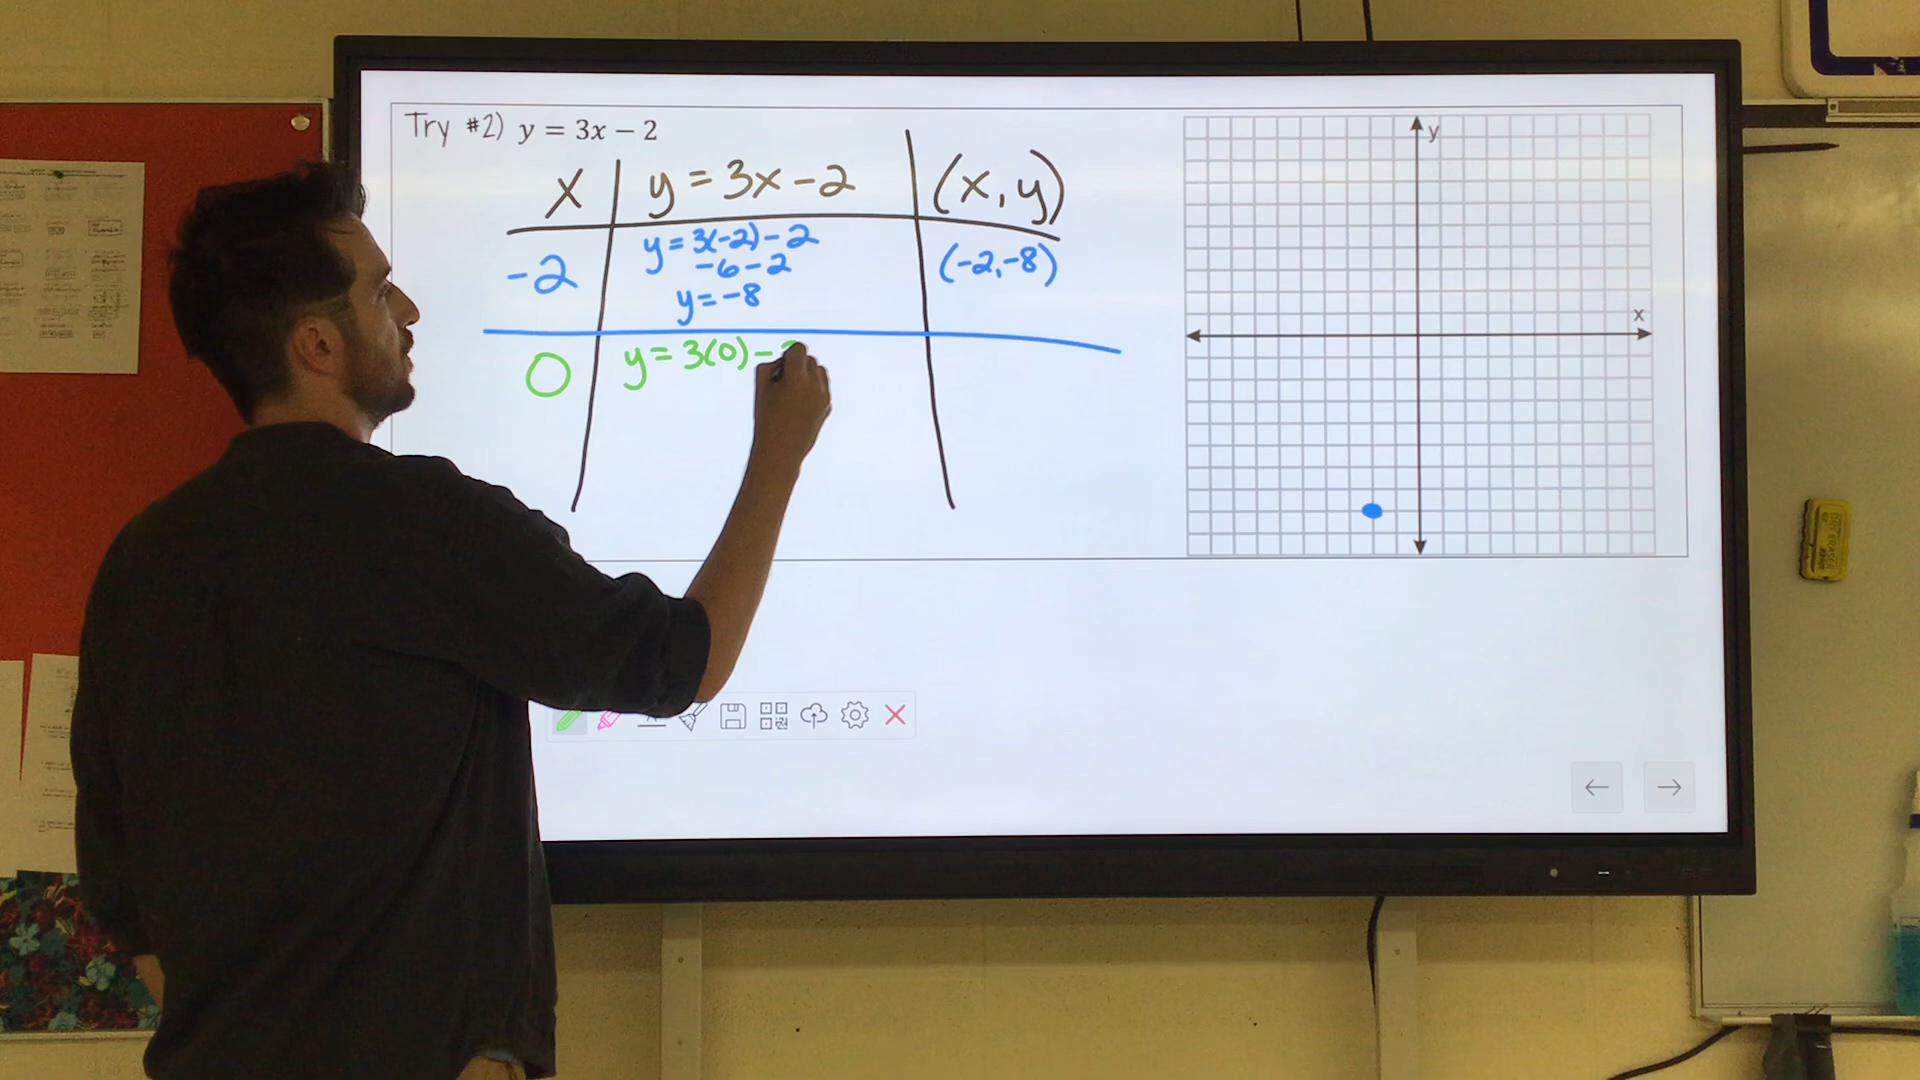 Try #2) y = 3x − 2
x y = 3x - 2 (x, y)
-2 y = 3(-2) - 2 (-2, -8)
-6 - 2
y = -8
0 y = 3(0) -
y
x